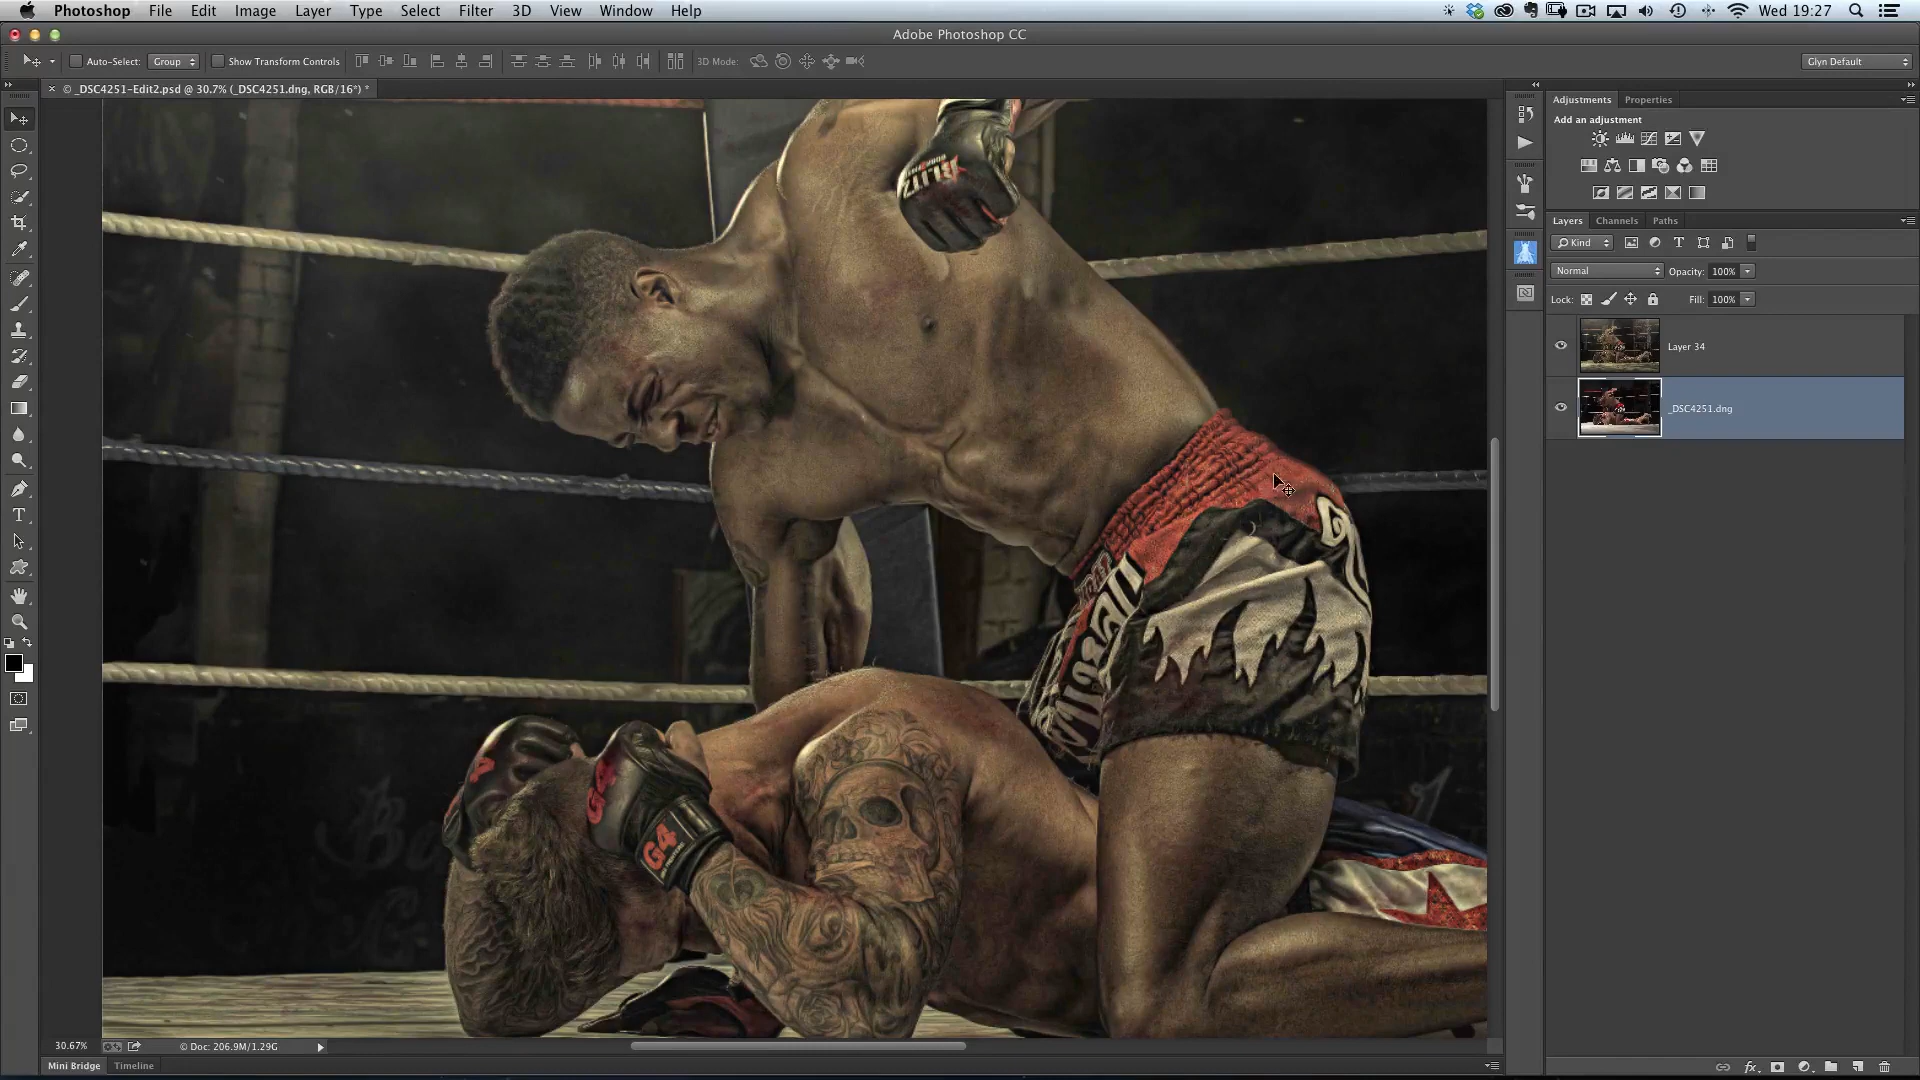 Photoshop File Edit Image Layer Type Select Filter 3D View Window Help Wed 19:27
Adobe Photoshop CC
Auto-Select: Group Show Transform Controls 3D Mode: Glyn Default
× © _DSC4251-Edit2.psd @ 30.7% (_DSC4251.dng, RGB/16*) *
Adjustments Properties
Add an adjustment
Layers Channels Paths
Kind
Normal Opacity: 100%
Lock: Fill: 100%
Layer 34
_DSC4251.dng
BLITZ
G4
G4
30.67% © Doc: 206.9M/1.29G
Mini Bridge Timeline